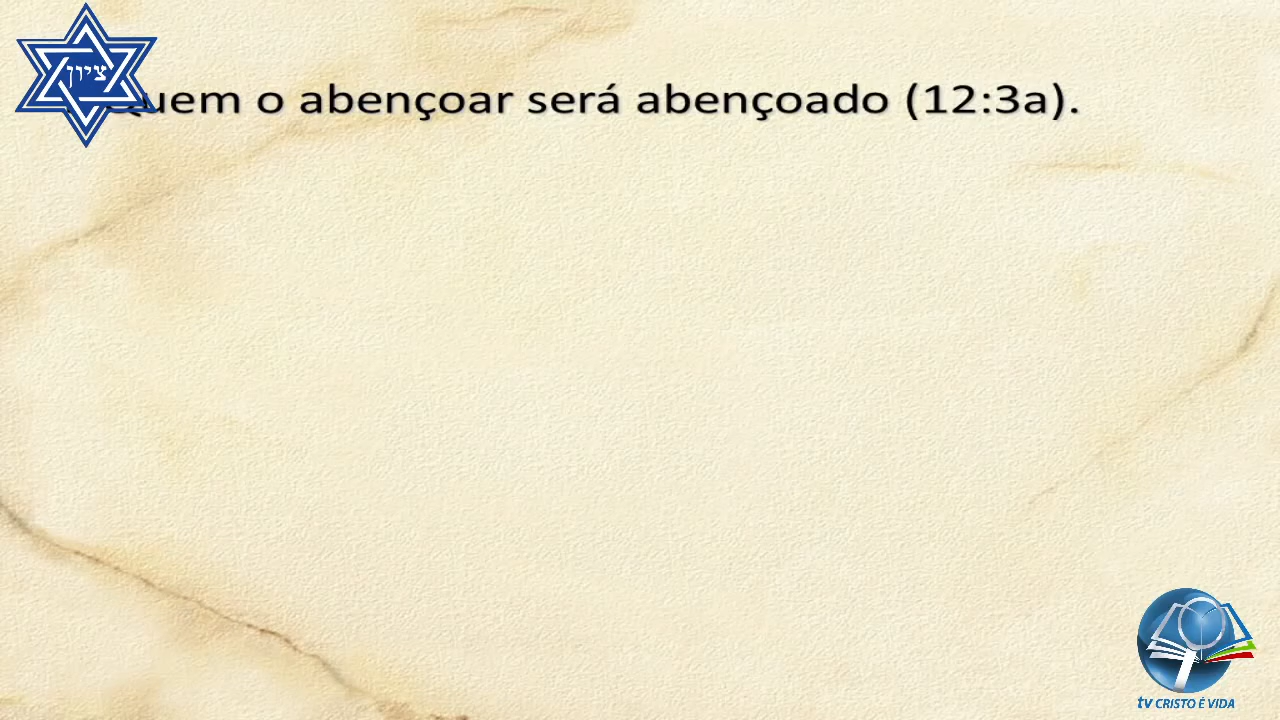 ציון
Quem o abençoar será abençoado (12:3a).
tv CRISTO É VIDA